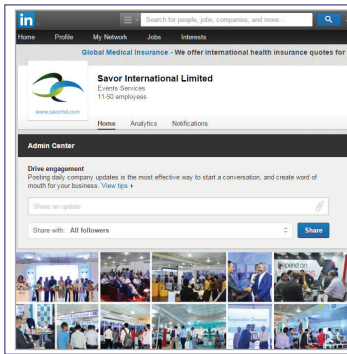 in
Search for people, jobs, companies, and more...
Home Profile My Network Jobs Interests
Global Medical Insurance - We offer international health insurance quotes for
Savor International Limited
Events Services
11-50 employees
www.savorbd.com
Home Analytics Notifications
Admin Center
Drive engagement
Posting daily company updates is the most effective way to start a conversation, and create word of
mouth for your business. View tips
Share an update
Share with: All followers
Share
pend on